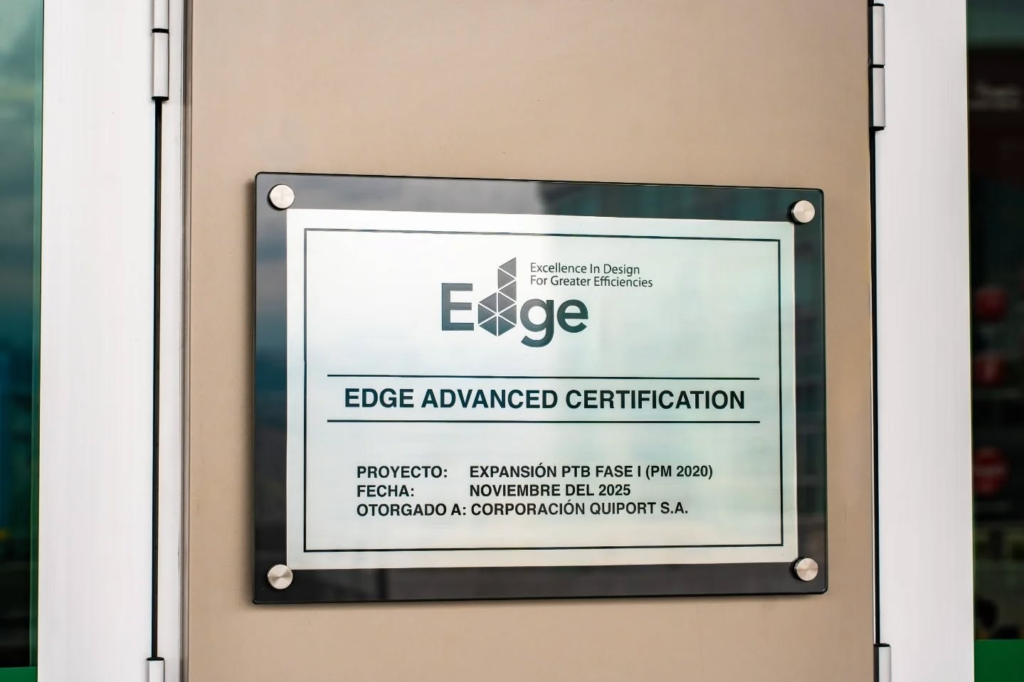 Edge
Excellence In Design
For Greater Efficiencies
EDGE ADVANCED CERTIFICATION
PROYECTO: EXPANSIÓN PTB FASE I (PM 2020)
FECHA: NOVIEMBRE DEL 2025
OTORGADO A: CORPORACIÓN QUIPORT S.A.